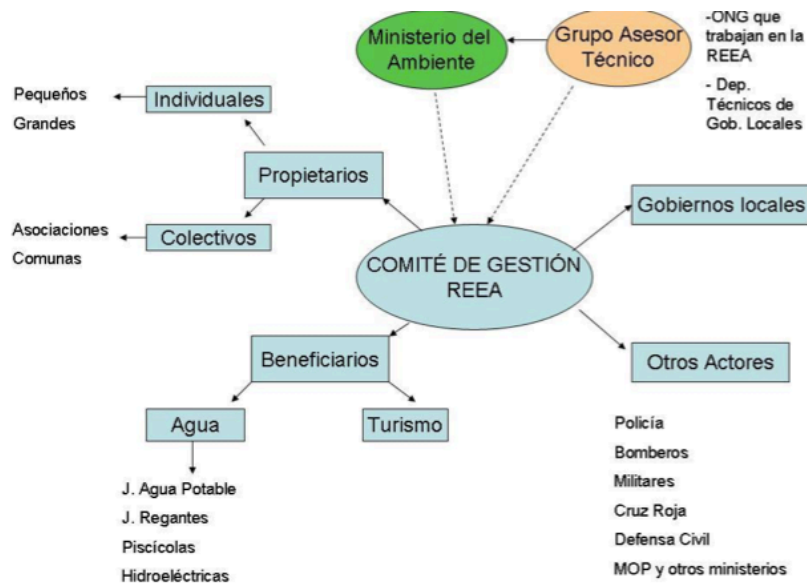 Ministerio del
Ambiente
Grupo Asesor
Técnico
-ONG que
trabajan en la
REEA
- Dep.
Técnicos de
Gob. Locales
Pequeños
Grandes
Individuales
Propietarios
Asociaciones
Comunas
Colectivos
Gobiernos locales
COMITÉ DE GESTIÓN
REEA
Beneficiarios
Otros Actores
Agua
Turismo
J. Agua Potable
J. Regantes
Piscícolas
Hidroeléctricas
Policía
Bomberos
Militares
Cruz Roja
Defensa Civil
MOP y otros ministerios